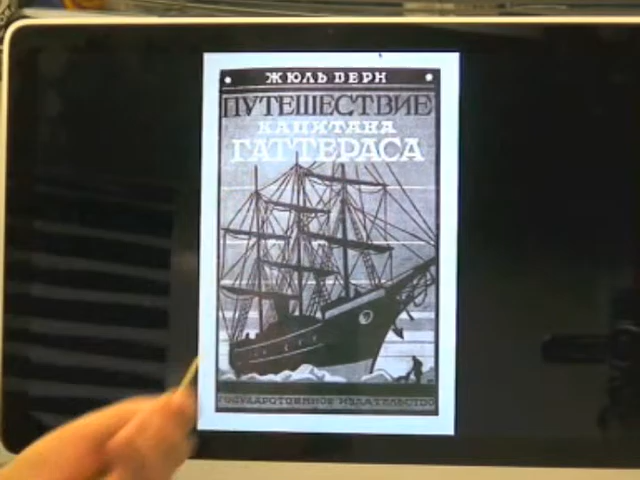 ЖЮЛЬ ВЕРН
ПУТЕШЕСТВИЕ
КАПИТАНА
ГАТТЕРАСА
ГОСУДАРСТВЕННОЕ ИЗДАТЕЛЬСТВО